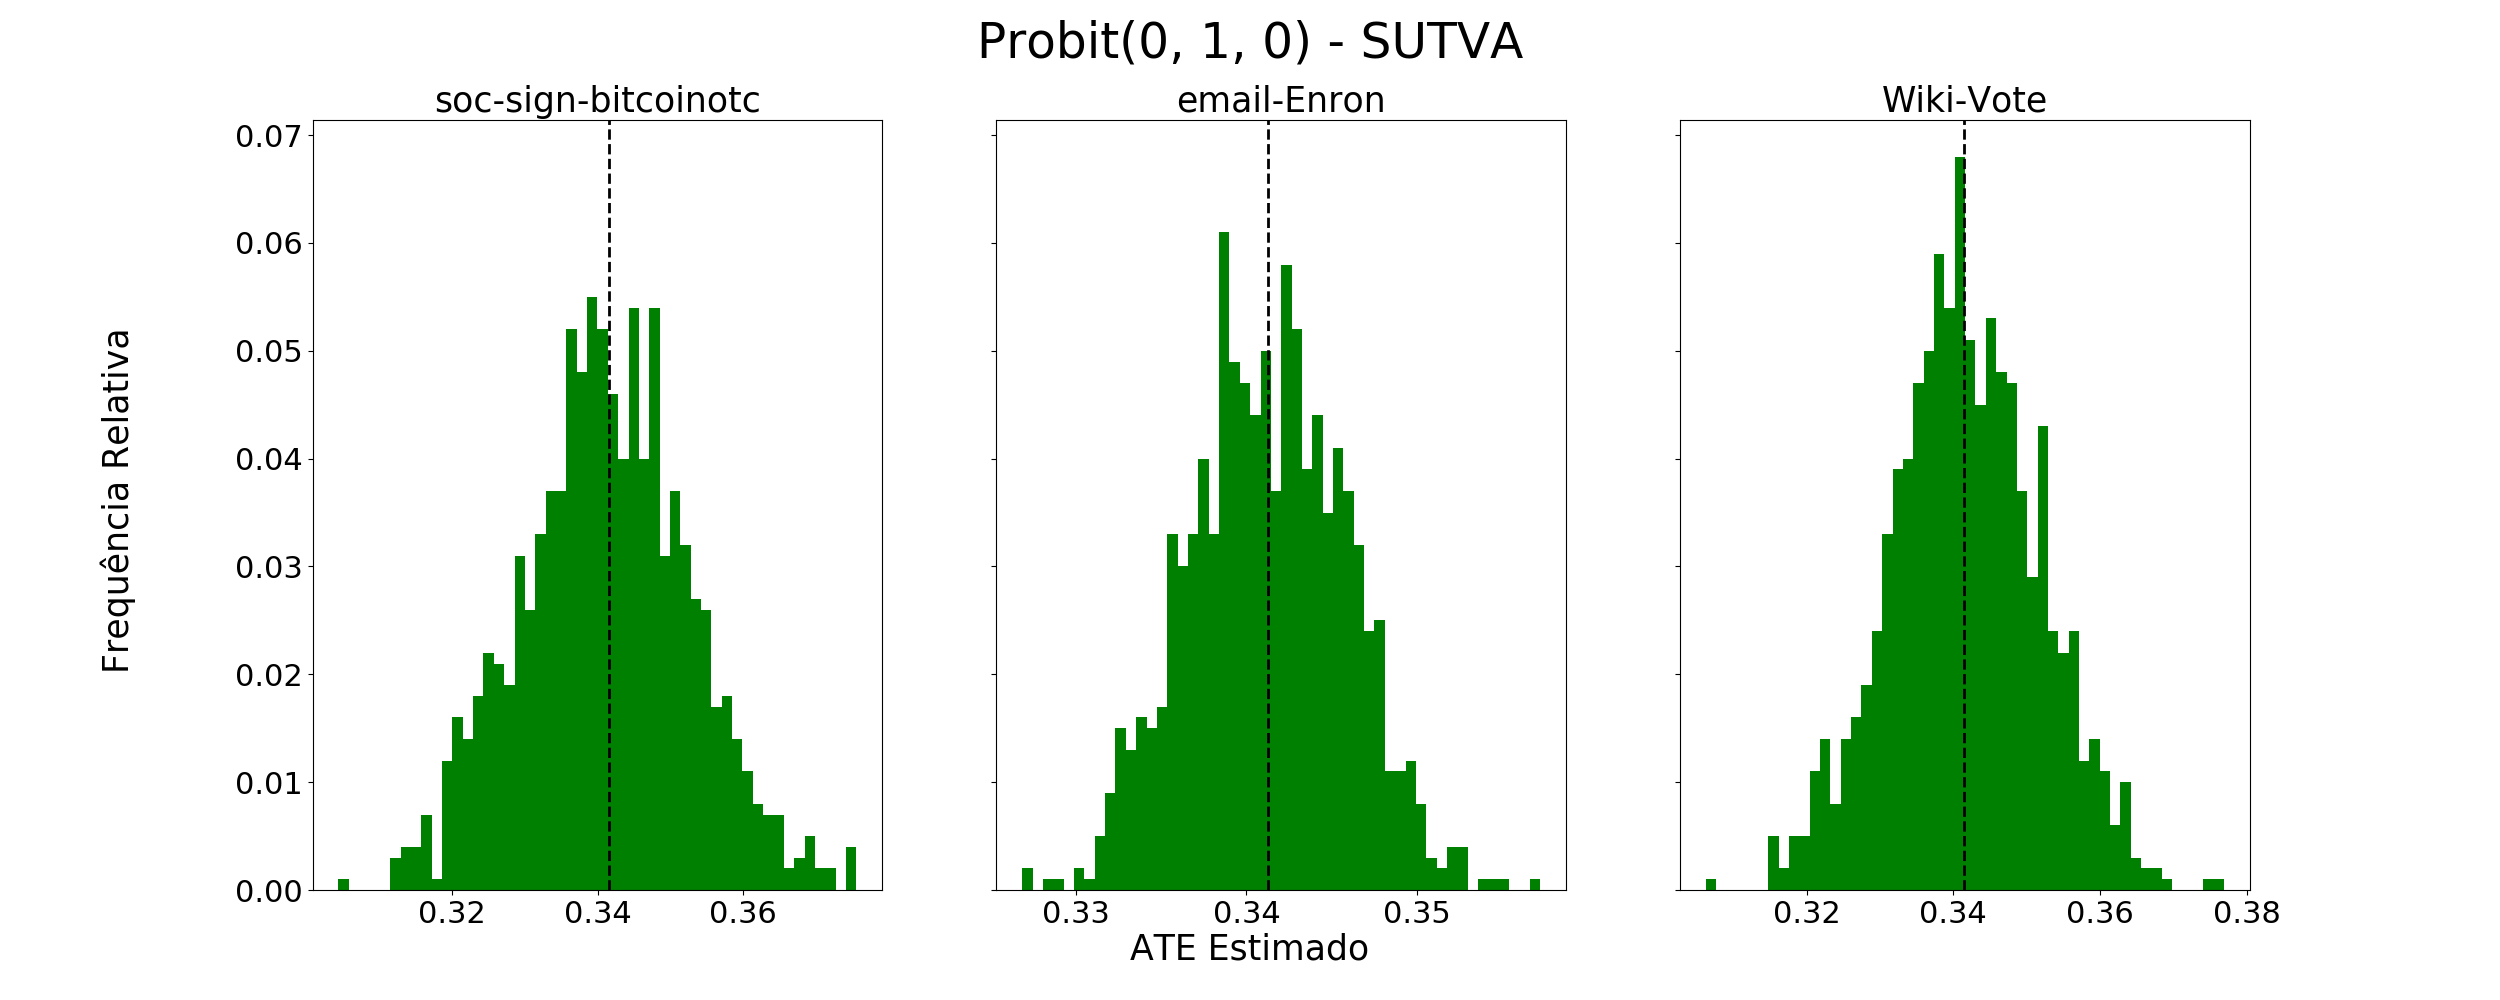 Probit(0, 1, 0) - SUTVA
soc-sign-bitcoinotc
email-Enron
Wiki-Vote
Frequência Relativa
0.07
0.06
0.05
0.04
0.03
0.02
0.01
0.00
0.32 0.34 0.36
0.33 0.34 0.35
0.32 0.34 0.36 0.38
ATE Estimado